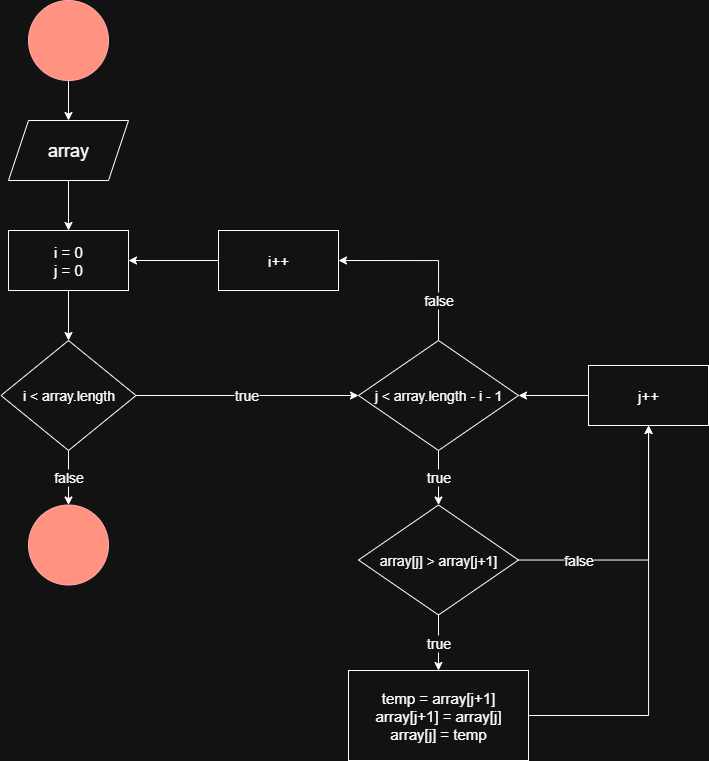 array
i = 0
j = 0
i++
false
i < array.length
true
j < array.length - i - 1
j++
false
true
array[j] > array[j+1]
false
true
temp = array[j+1]
array[j+1] = array[j]
array[j] = temp